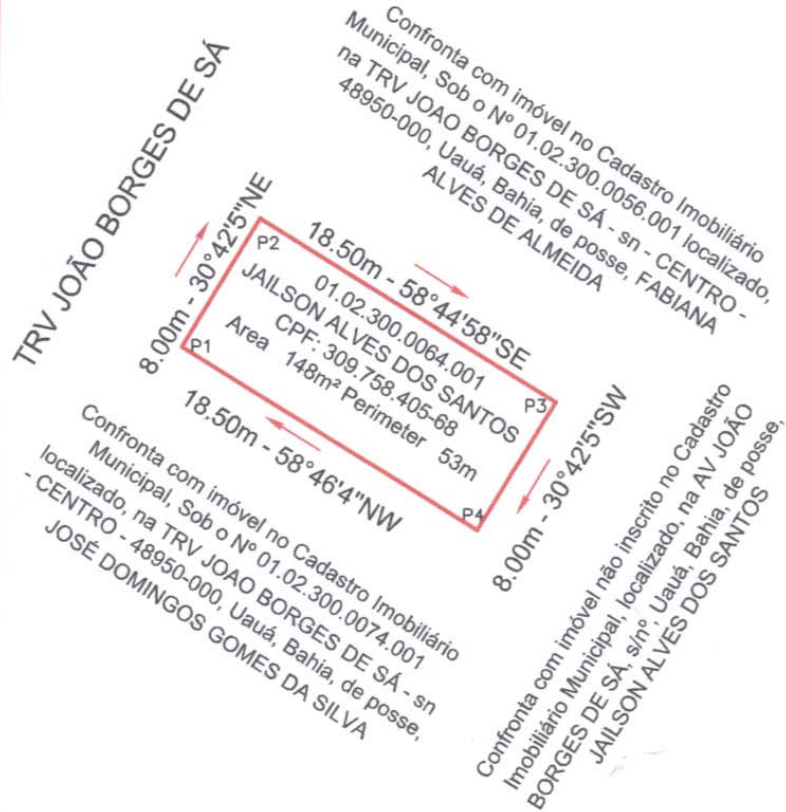 TRV JOÃO BORGES DE SÁ
Confronta com imóvel no Cadastro Imobiliário
Municipal, Sob o Nº 01.02.300.0056.001 localizado,
na TRV JOAO BORGES DE SÁ - sn - CENTRO -
48950-000, Uauá, Bahia, de posse, FABIANA
ALVES DE ALMEIDA
8.00m - 30°42'5"NE
18.50m - 58°44'58"SE
P2
01.02.300.0064.001
JAILSON ALVES DOS SANTOS
CPF: 309.758.405-68
Area 148m² Perimeter 53m
P1
P3
P4
18,50m - 58°46'4"NW
8.00m - 30°42'5"SW
Confronta com imóvel no Cadastro Imobiliário
Municipal, Sob o Nº 01.02.300.0074.001
localizado, na TRV JOAO BORGES DE SÁ - sn
- CENTRO - 48950-000, Uauá, Bahia, de posse,
JOSÉ DOMINGOS GOMES DA SILVA
Confronta com imóvel não inscrito no Cadastro
Imobiliário Municipal, localizado, na AV JOÃO
BORGES DE SÁ, s/nº, Uauá, Bahia, de posse,
JAILSON ALVES DOS SANTOS